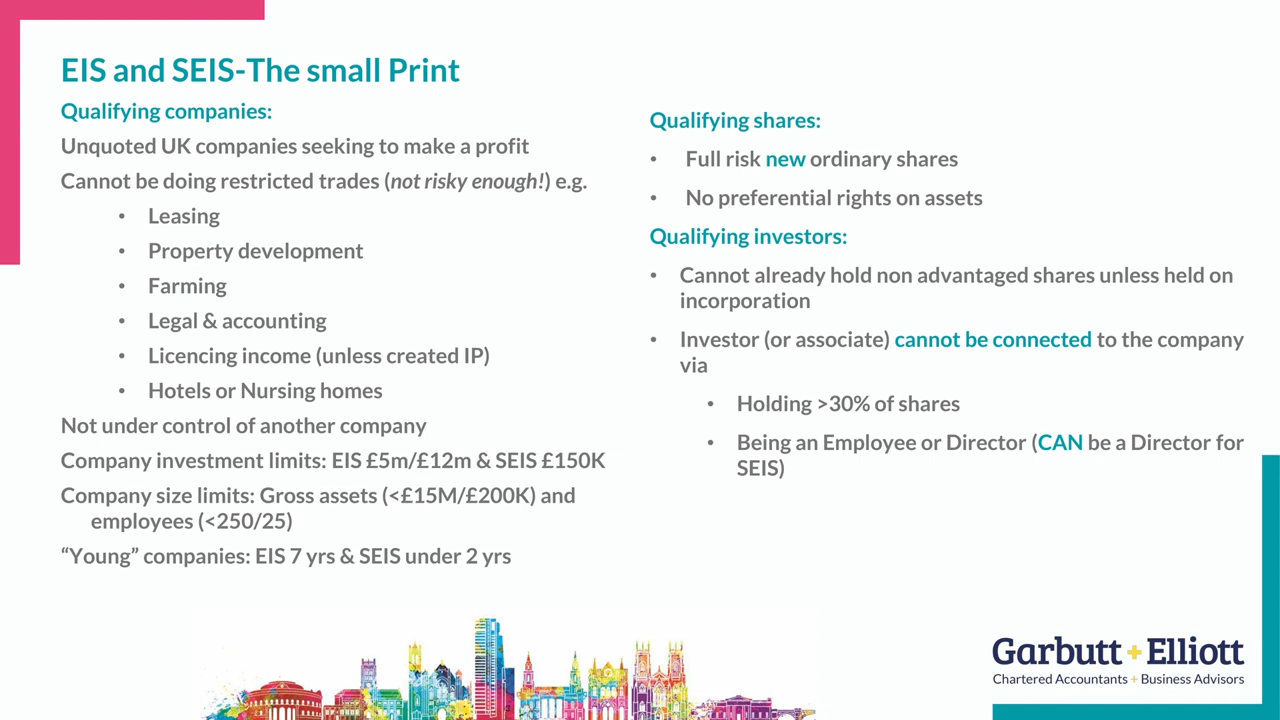 EIS and SEIS-The small Print
Qualifying companies:
Unquoted UK companies seeking to make a profit
Cannot be doing restricted trades (not risky enough!) e.g.
• Leasing
• Property development
• Farming
• Legal & accounting
• Licencing income (unless created IP)
• Hotels or Nursing homes
Not under control of another company
Company investment limits: EIS £5m/£12m & SEIS £150K
Company size limits: Gross assets (<£15M/£200K) and
employees (<250/25)
“Young” companies: EIS 7 yrs & SEIS under 2 yrs
Qualifying shares:
• Full risk new ordinary shares
• No preferential rights on assets
Qualifying investors:
• Cannot already hold non advantaged shares unless held on
incorporation
• Investor (or associate) cannot be connected to the company
via
• Holding >30% of shares
• Being an Employee or Director (CAN be a Director for
SEIS)
Garbutt + Elliott
Chartered Accountants + Business Advisors